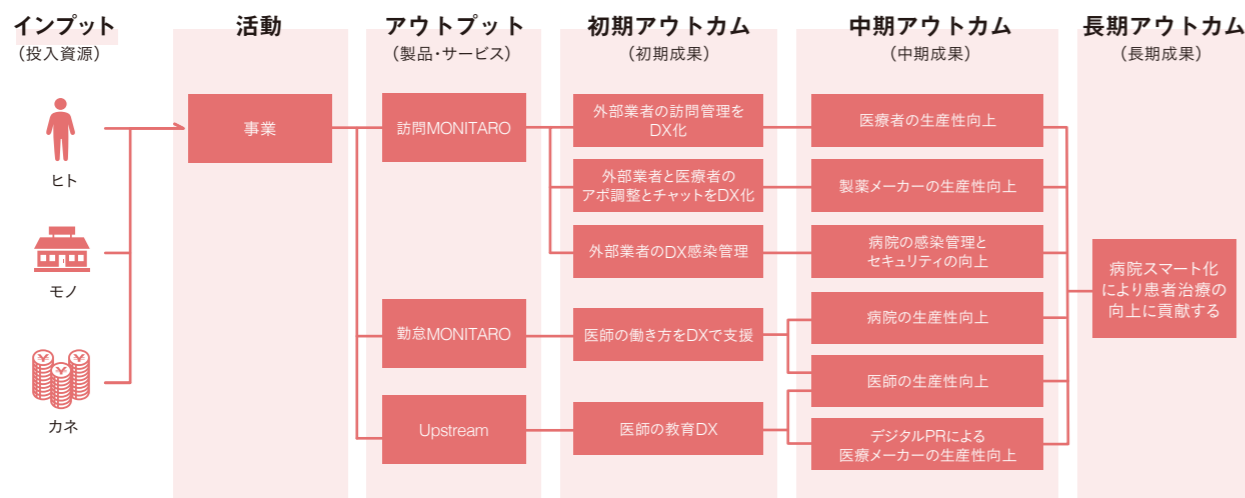 インプット
(投入資源)
ヒト
モノ
¥
¥
¥
カネ
活動
事業
アウトプット
(製品・サービス)
訪問MONITARO
勤怠MONITARO
Upstream
初期アウトカム
(初期成果)
外部業者の訪問管理を
DX化
外部業者と医療者の
アポ調整とチャットをDX化
外部業者のDX感染管理
医師の働き方をDXで支援
医師の教育DX
中期アウトカム
(中期成果)
医療者の生産性向上
製薬メーカーの生産性向上
病院の感染管理と
セキュリティの向上
病院の生産性向上
医師の生産性向上
デジタルPRによる
医療メーカーの生産性向上
長期アウトカム
(長期成果)
病院スマート化
により患者治療の
向上に貢献する